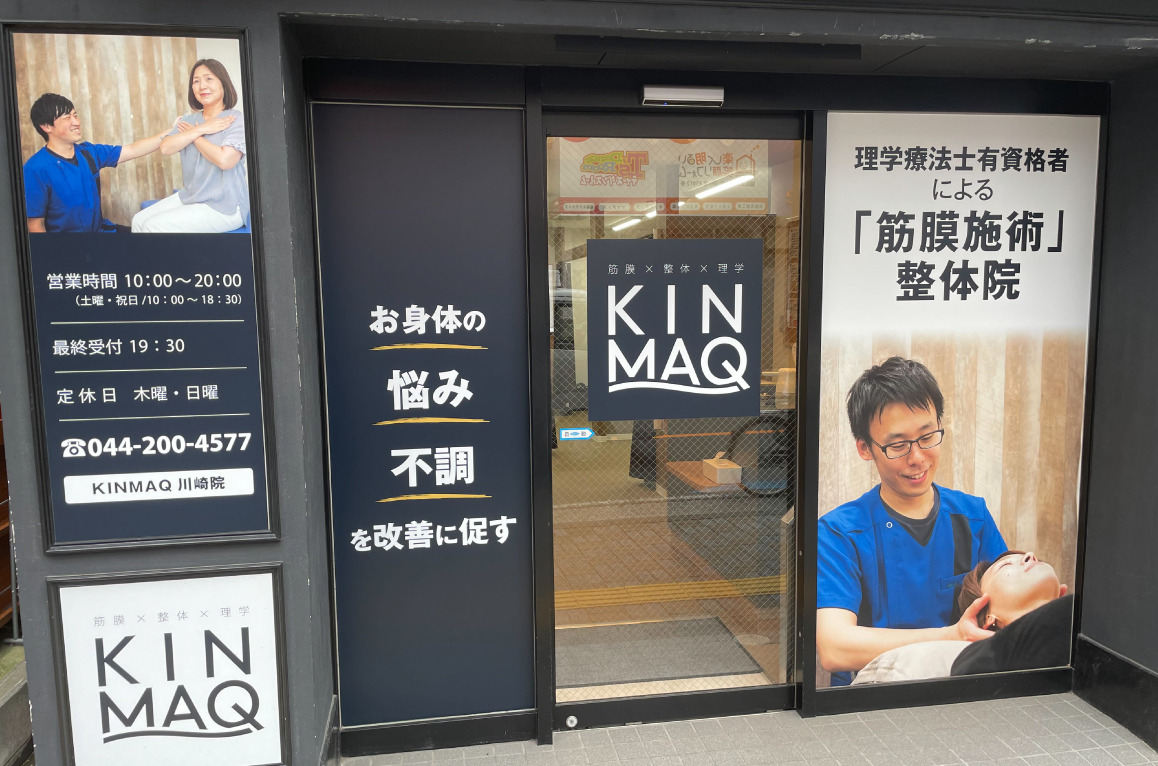 営業時間 10:00～20:00
（土曜・祝日/10：00～18：30）
最終受付 19：30
定休日 木曜・日曜
☎044-200-4577
KINMAQ 川崎院
筋膜×整体×理学
KIN
MAQ
お身体の
悩み
不調
を改善に促す
筋膜×整体×理学
KIN
MAQ
理学療法士有資格者
による
「筋膜施術」
整体院